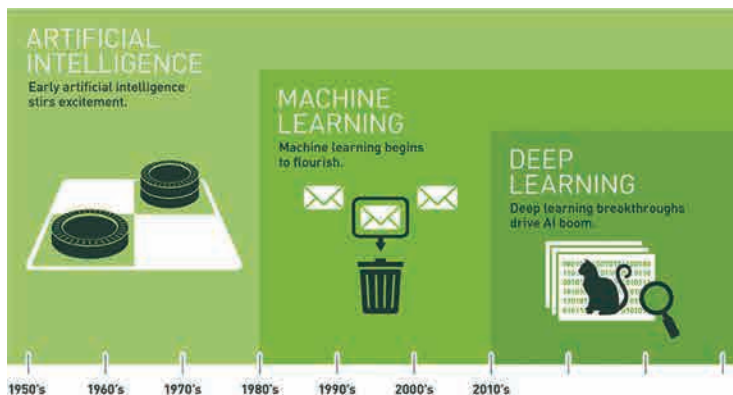 ARTIFICIAL
INTELLIGENCE
Early artificial intelligence
stirs excitement.
MACHINE
LEARNING
Machine learning begins
to flourish.
DEEP
LEARNING
Deep learning breakthroughs
drive AI boom.
1950's 1960's 1970's 1980's 1990's 2000's 2010's